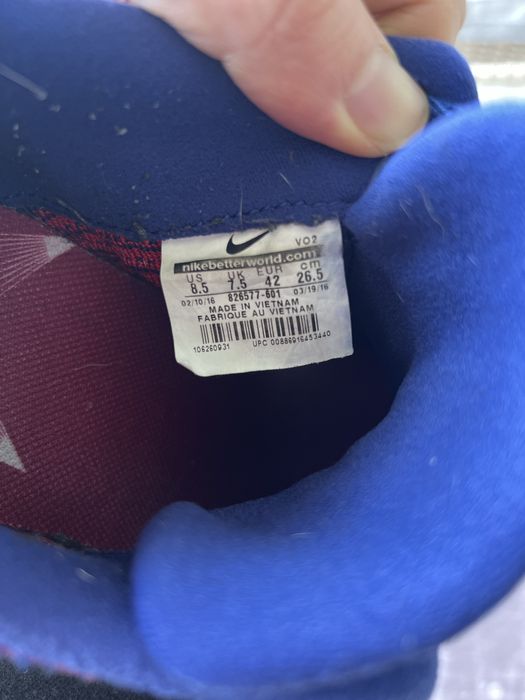 VO2
nikebetterworld.com
US UK EUR cm
8.5 7.5 42 26.5
02/10/16 826577-601 03/19/16
MADE IN VIETNAM
FABRIQUE AU VIETNAM
106260931 UPC 00886916453440